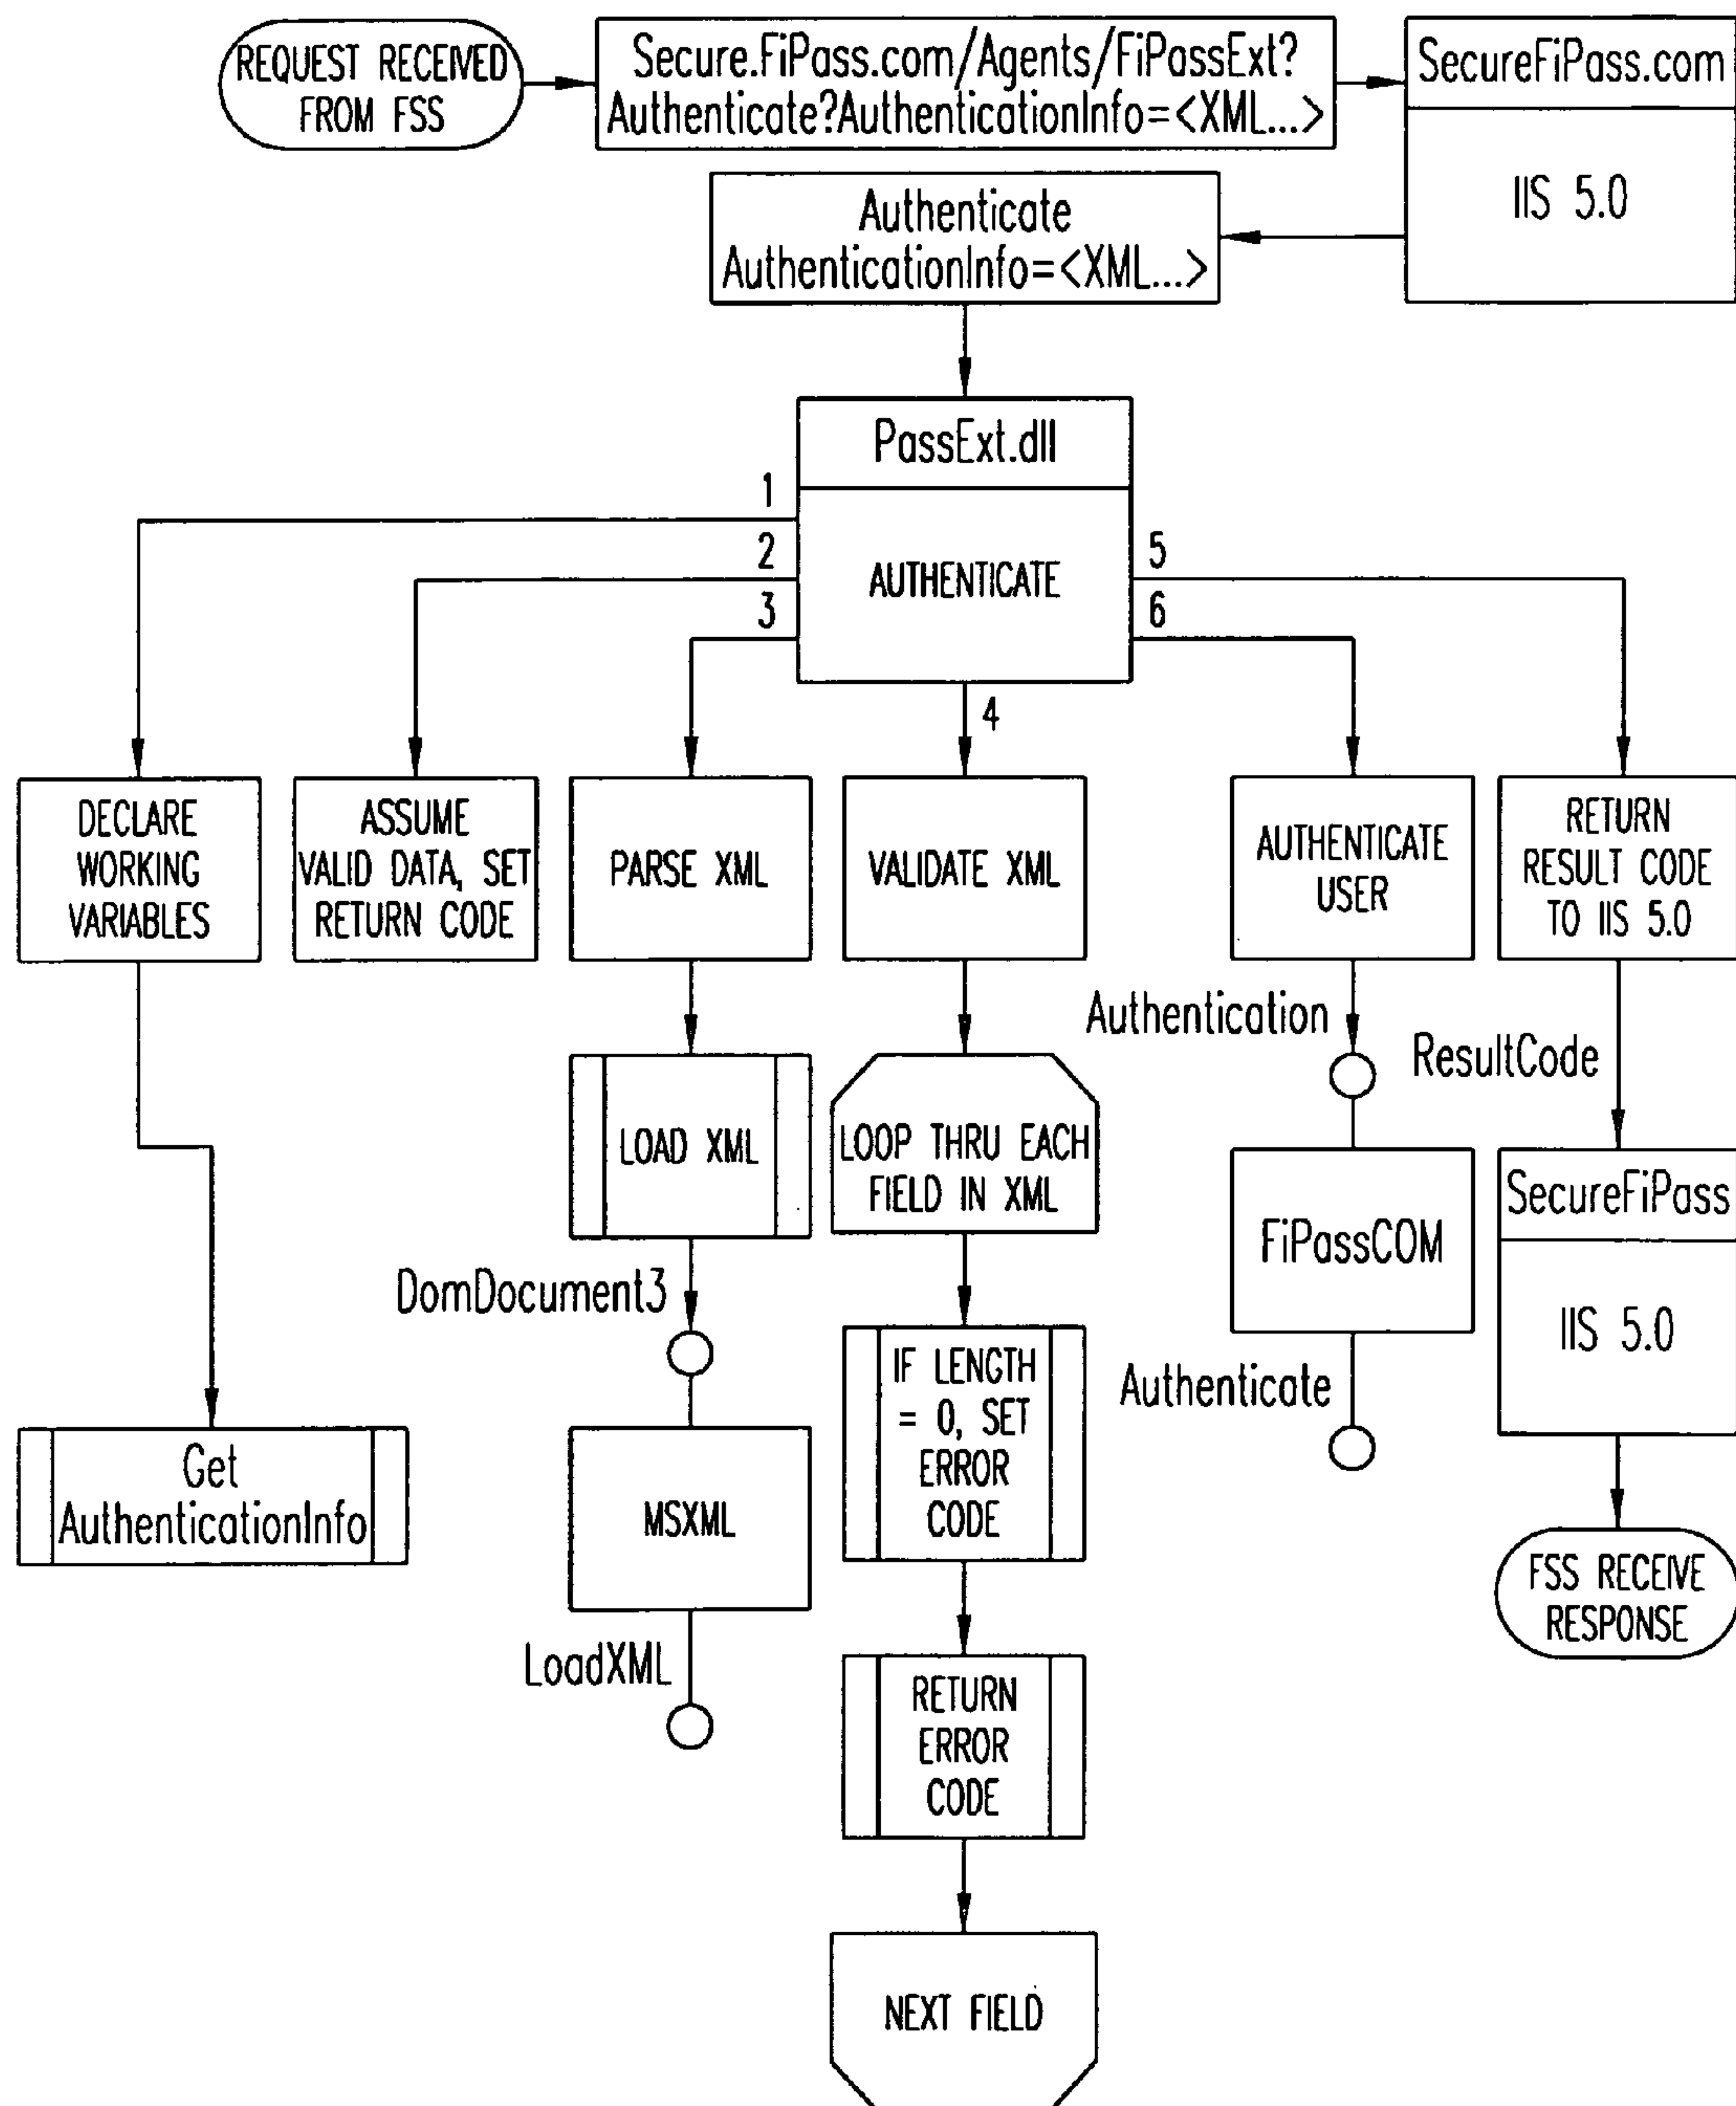 REQUEST RECEIVED
FROM FSS
Secure.FiPass.com/Agents/FiPassExt?
Authenticate?AuthenticationInfo=<XML...>
SecureFiPass.com
IIS 5.0
Authenticate
AuthenticationInfo=<XML...>
PassExt.dll
AUTHENTICATE
1
2
3
4
5
6
DECLARE
WORKING
VARIABLES
ASSUME
VALID DATA, SET
RETURN CODE
PARSE XML
VALIDATE XML
AUTHENTICATE
USER
RETURN
RESULT CODE
TO IIS 5.0
Get
AuthenticationInfo
LOAD XML
DomDocument3
MSXML
LoadXML
LOOP THRU EACH
FIELD IN XML
IF LENGTH
= 0, SET
ERROR
CODE
RETURN
ERROR
CODE
NEXT FIELD
Authentication
FiPassCOM
Authenticate
ResultCode
SecureFiPass
IIS 5.0
FSS RECEIVE
RESPONSE